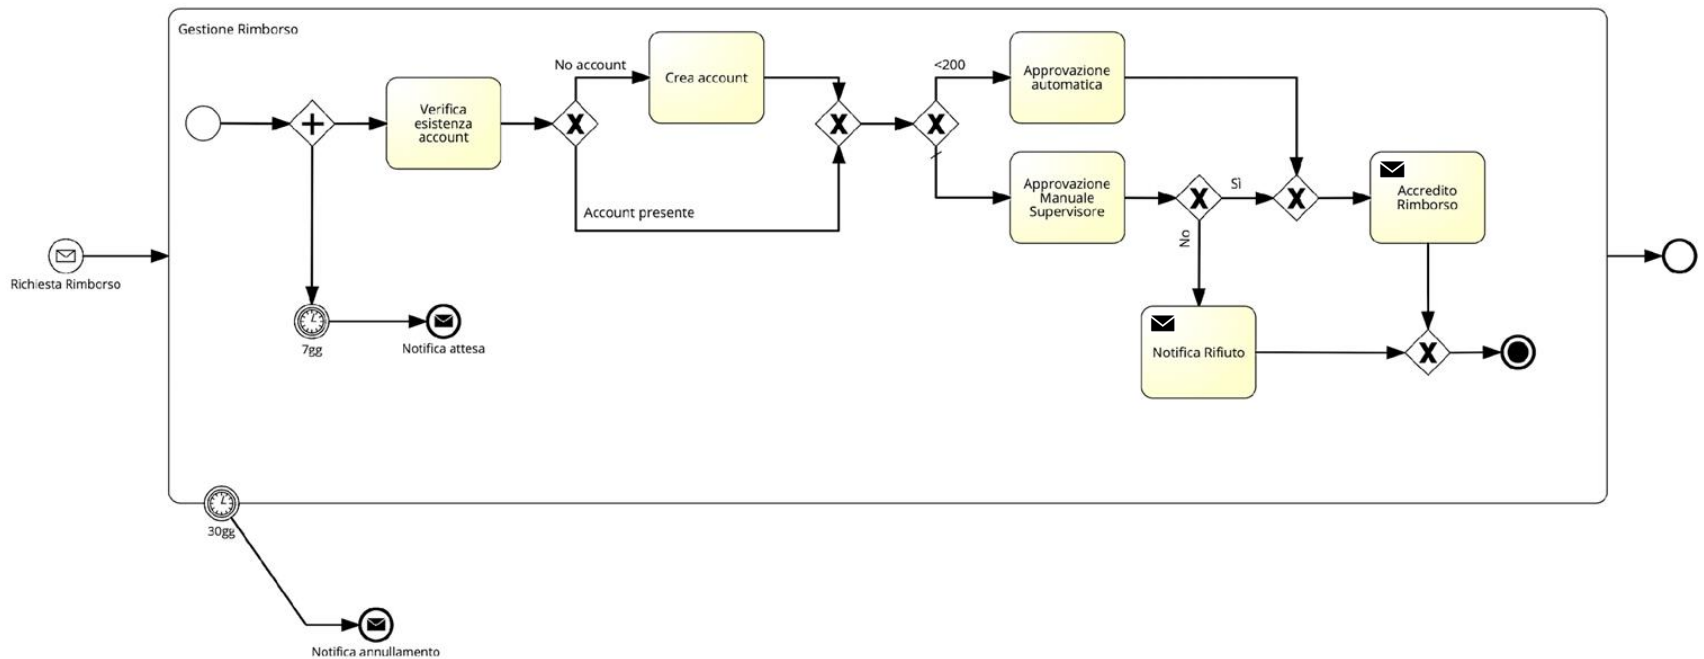 Gestione Rimborso
No account
Crea account
<200
Approvazione
automatica
Verifica
esistenza
account
Account presente
Approvazione
Manuale
Supervisore
Sì
No
Accredito
Rimborso
Richiesta Rimborso
7gg
Notifica attesa
Notifica Rifiuto
30gg
Notifica annullamento